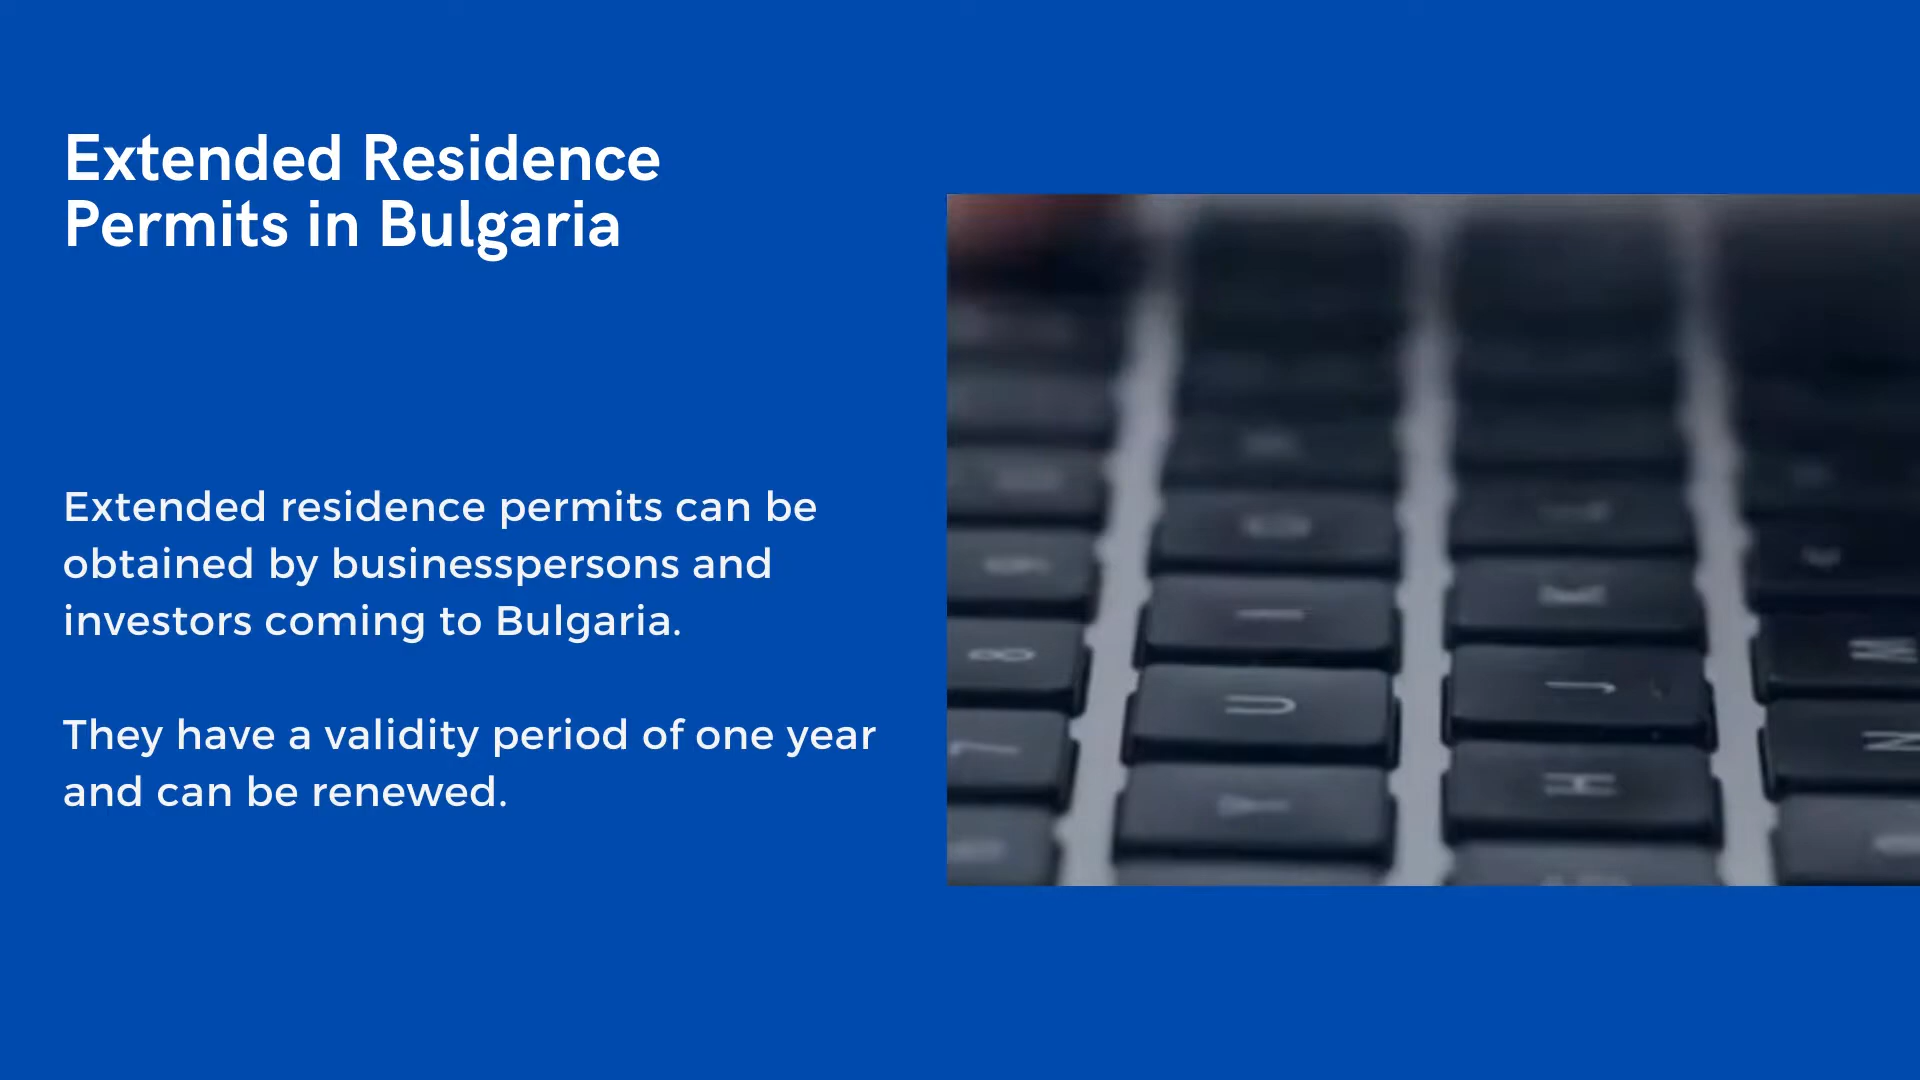 Extended Residence
Permits in Bulgaria
Extended residence permits can be
obtained by businesspersons and
investors coming to Bulgaria.
They have a validity period of one year
and can be renewed.
8
U
Y
I
K
J
H
M
N